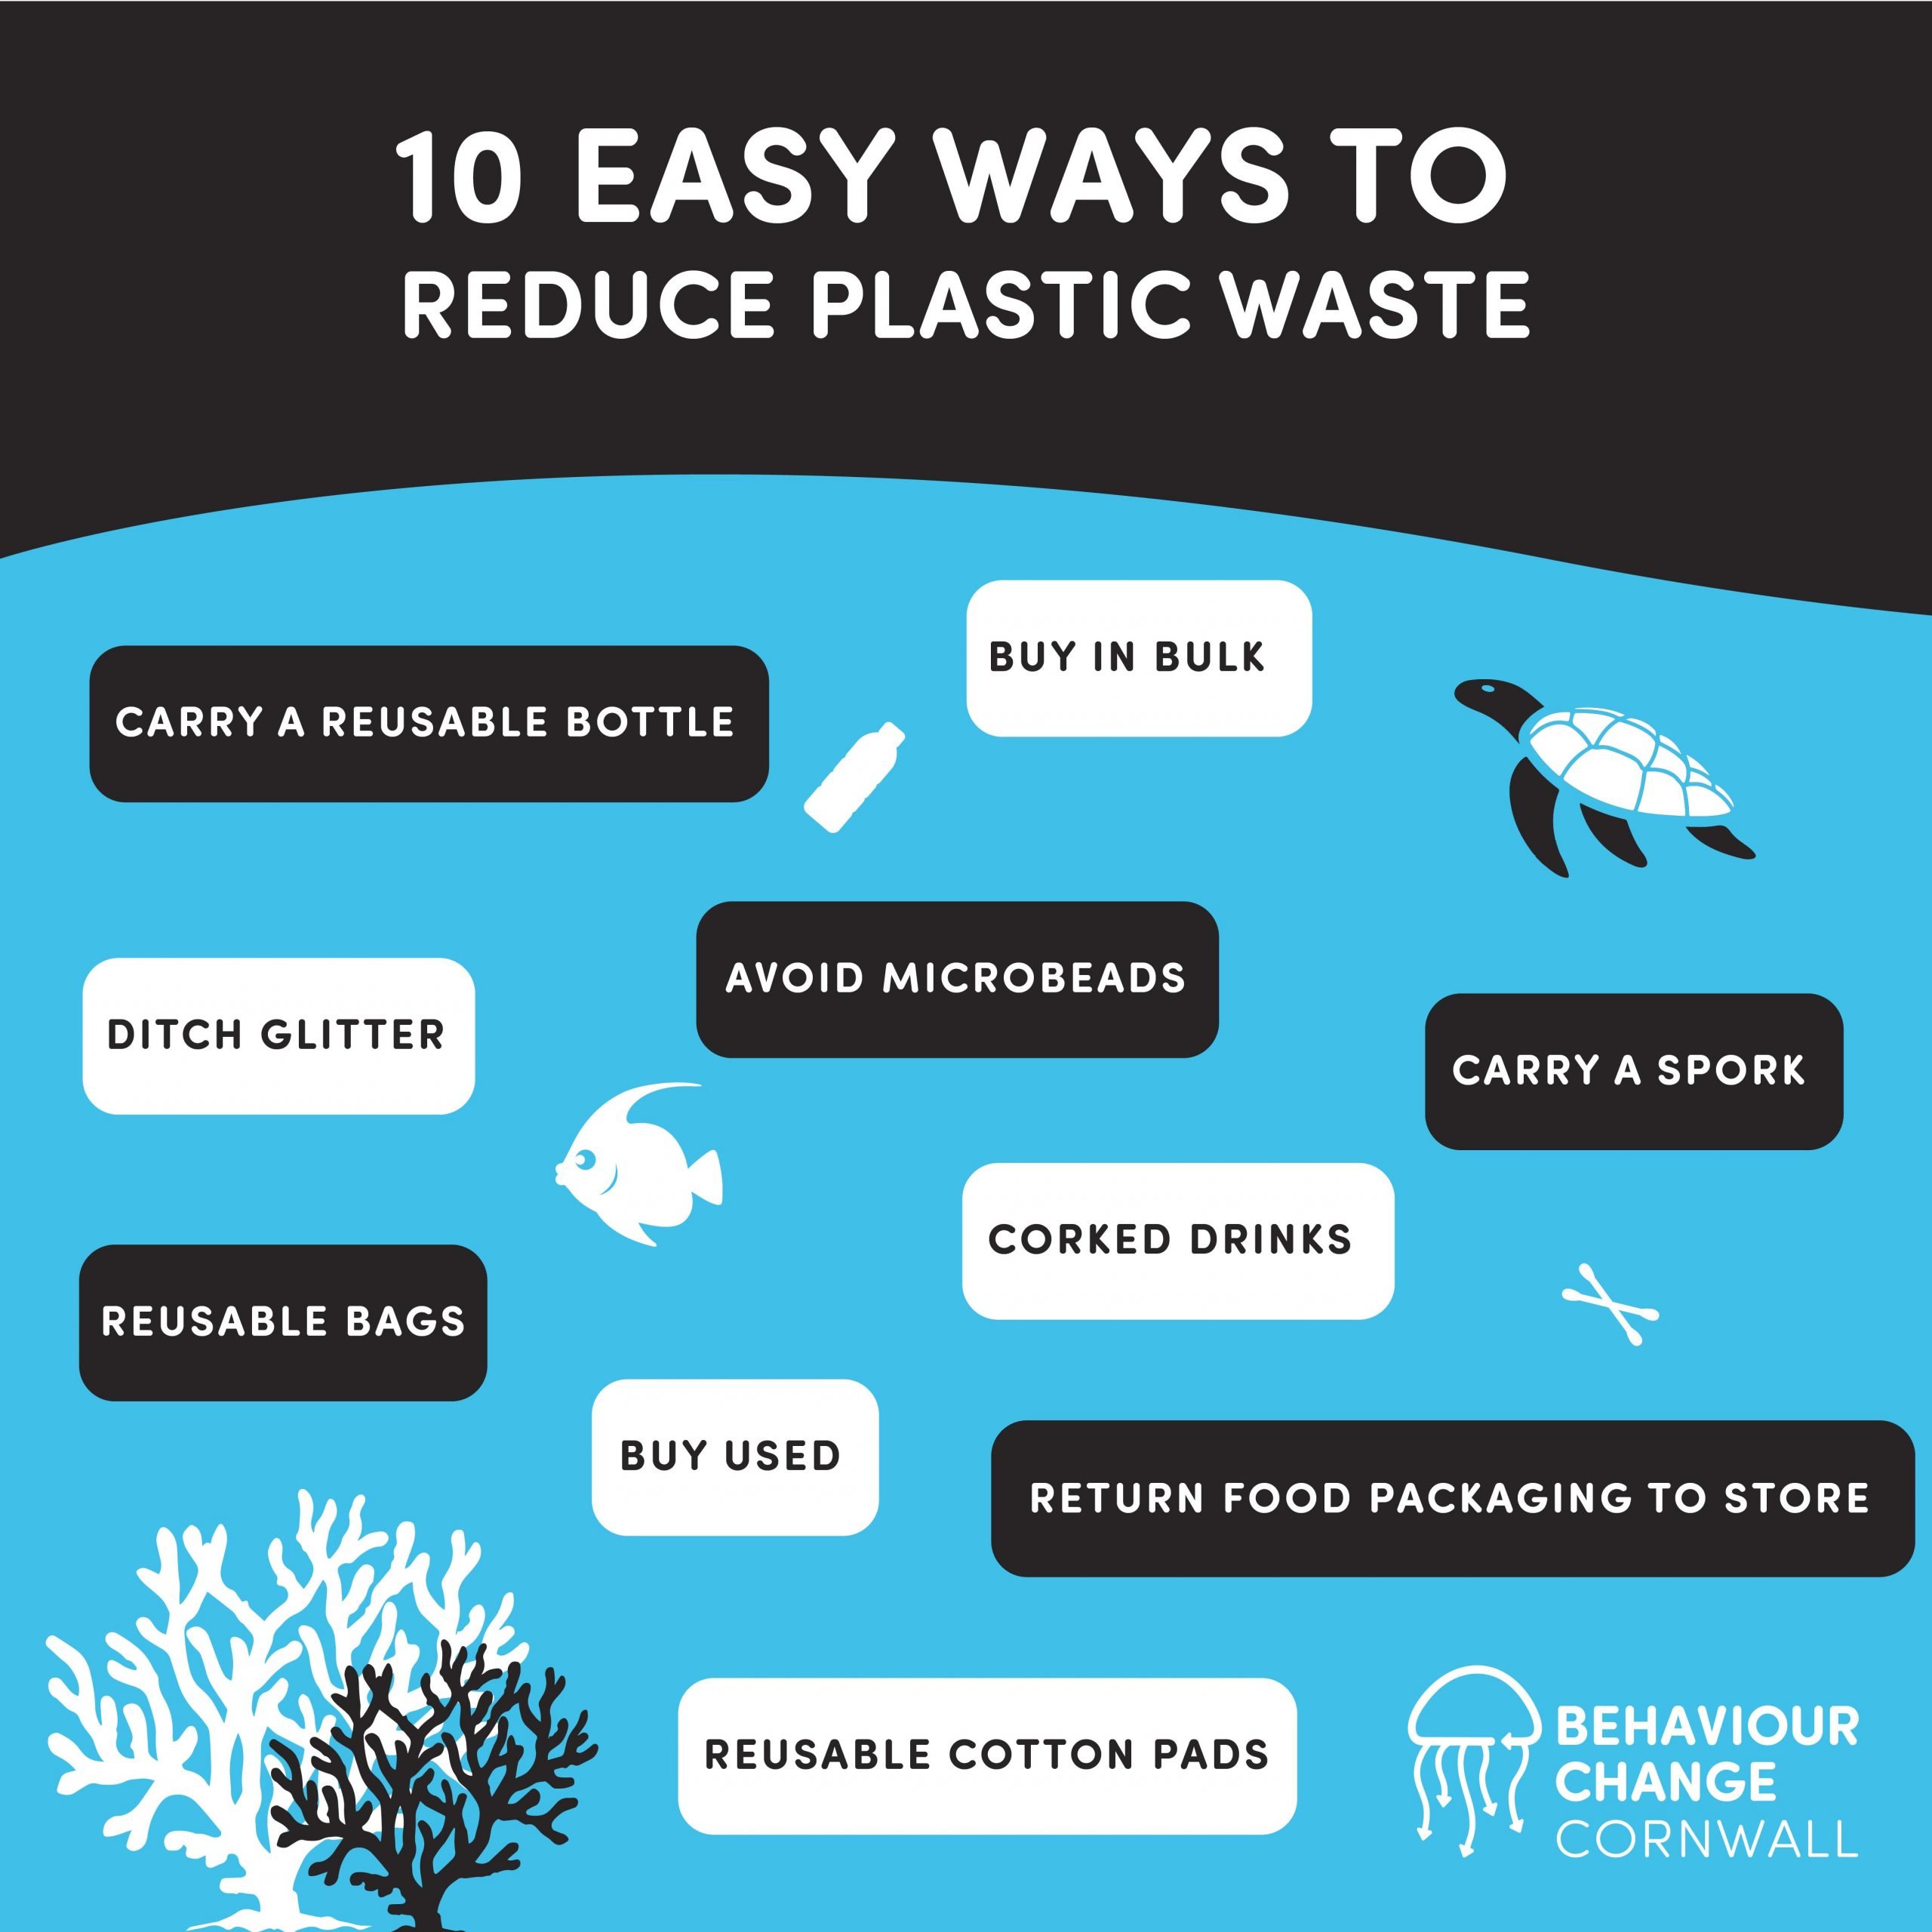 10 EASY WAYS TO
REDUCE PLASTIC WASTE
BUY IN BULK
CARRY A REUSABLE BOTTLE
AVOID MICROBEADS
DITCH GLITTER
CARRY A SPORK
CORKED DRINKS
REUSABLE BAGS
BUY USED
RETURN FOOD PACKAGING TO STORE
REUSABLE COTTON PADS
BEHAVIOUR
CHANGE
CORNWALL